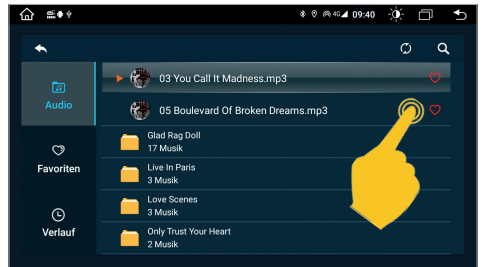 4G 09:40
03 You Call It Madness.mp3
Audio
05 Boulevard Of Broken Dreams.mp3
Glad Rag Doll
17 Musik
Favoriten
Live In Paris
3 Musik
Love Scenes
3 Musik
Verlauf
Only Trust Your Heart
2 Musik